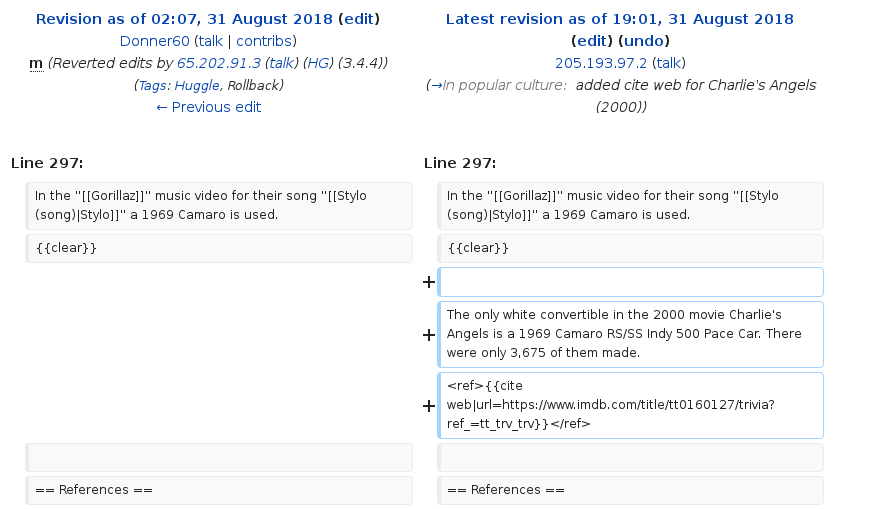 Revision as of 02:07, 31 August 2018 (edit)
Donner60 (talk | contribs)
m (Reverted edits by 65.202.91.3 (talk) (HG) (3.4.4))
(Tags: Huggle, Rollback)
← Previous edit
Latest revision as of 19:01, 31 August 2018
(edit) (undo)
205.193.97.2 (talk)
(→In popular culture: added cite web for Charlie's Angels
(2000))
Line 297:
Line 297:
In the "[[Gorillaz]]" music video for their song "[[Stylo
(song)|Stylo]]" a 1969 Camaro is used.
In the "[[Gorillaz]]" music video for their song "[[Stylo
(song)|Stylo]]" a 1969 Camaro is used.
{{clear}}
{{clear}}
+
+ The only white convertible in the 2000 movie Charlie's
Angels is a 1969 Camaro RS/SS Indy 500 Pace Car. There
were only 3,675 of them made.
+ <ref>{{cite
web|url=https://www.imdb.com/title/tt0160127/trivia?
ref_=tt_trv_trv}}</ref>
== References ==
== References ==